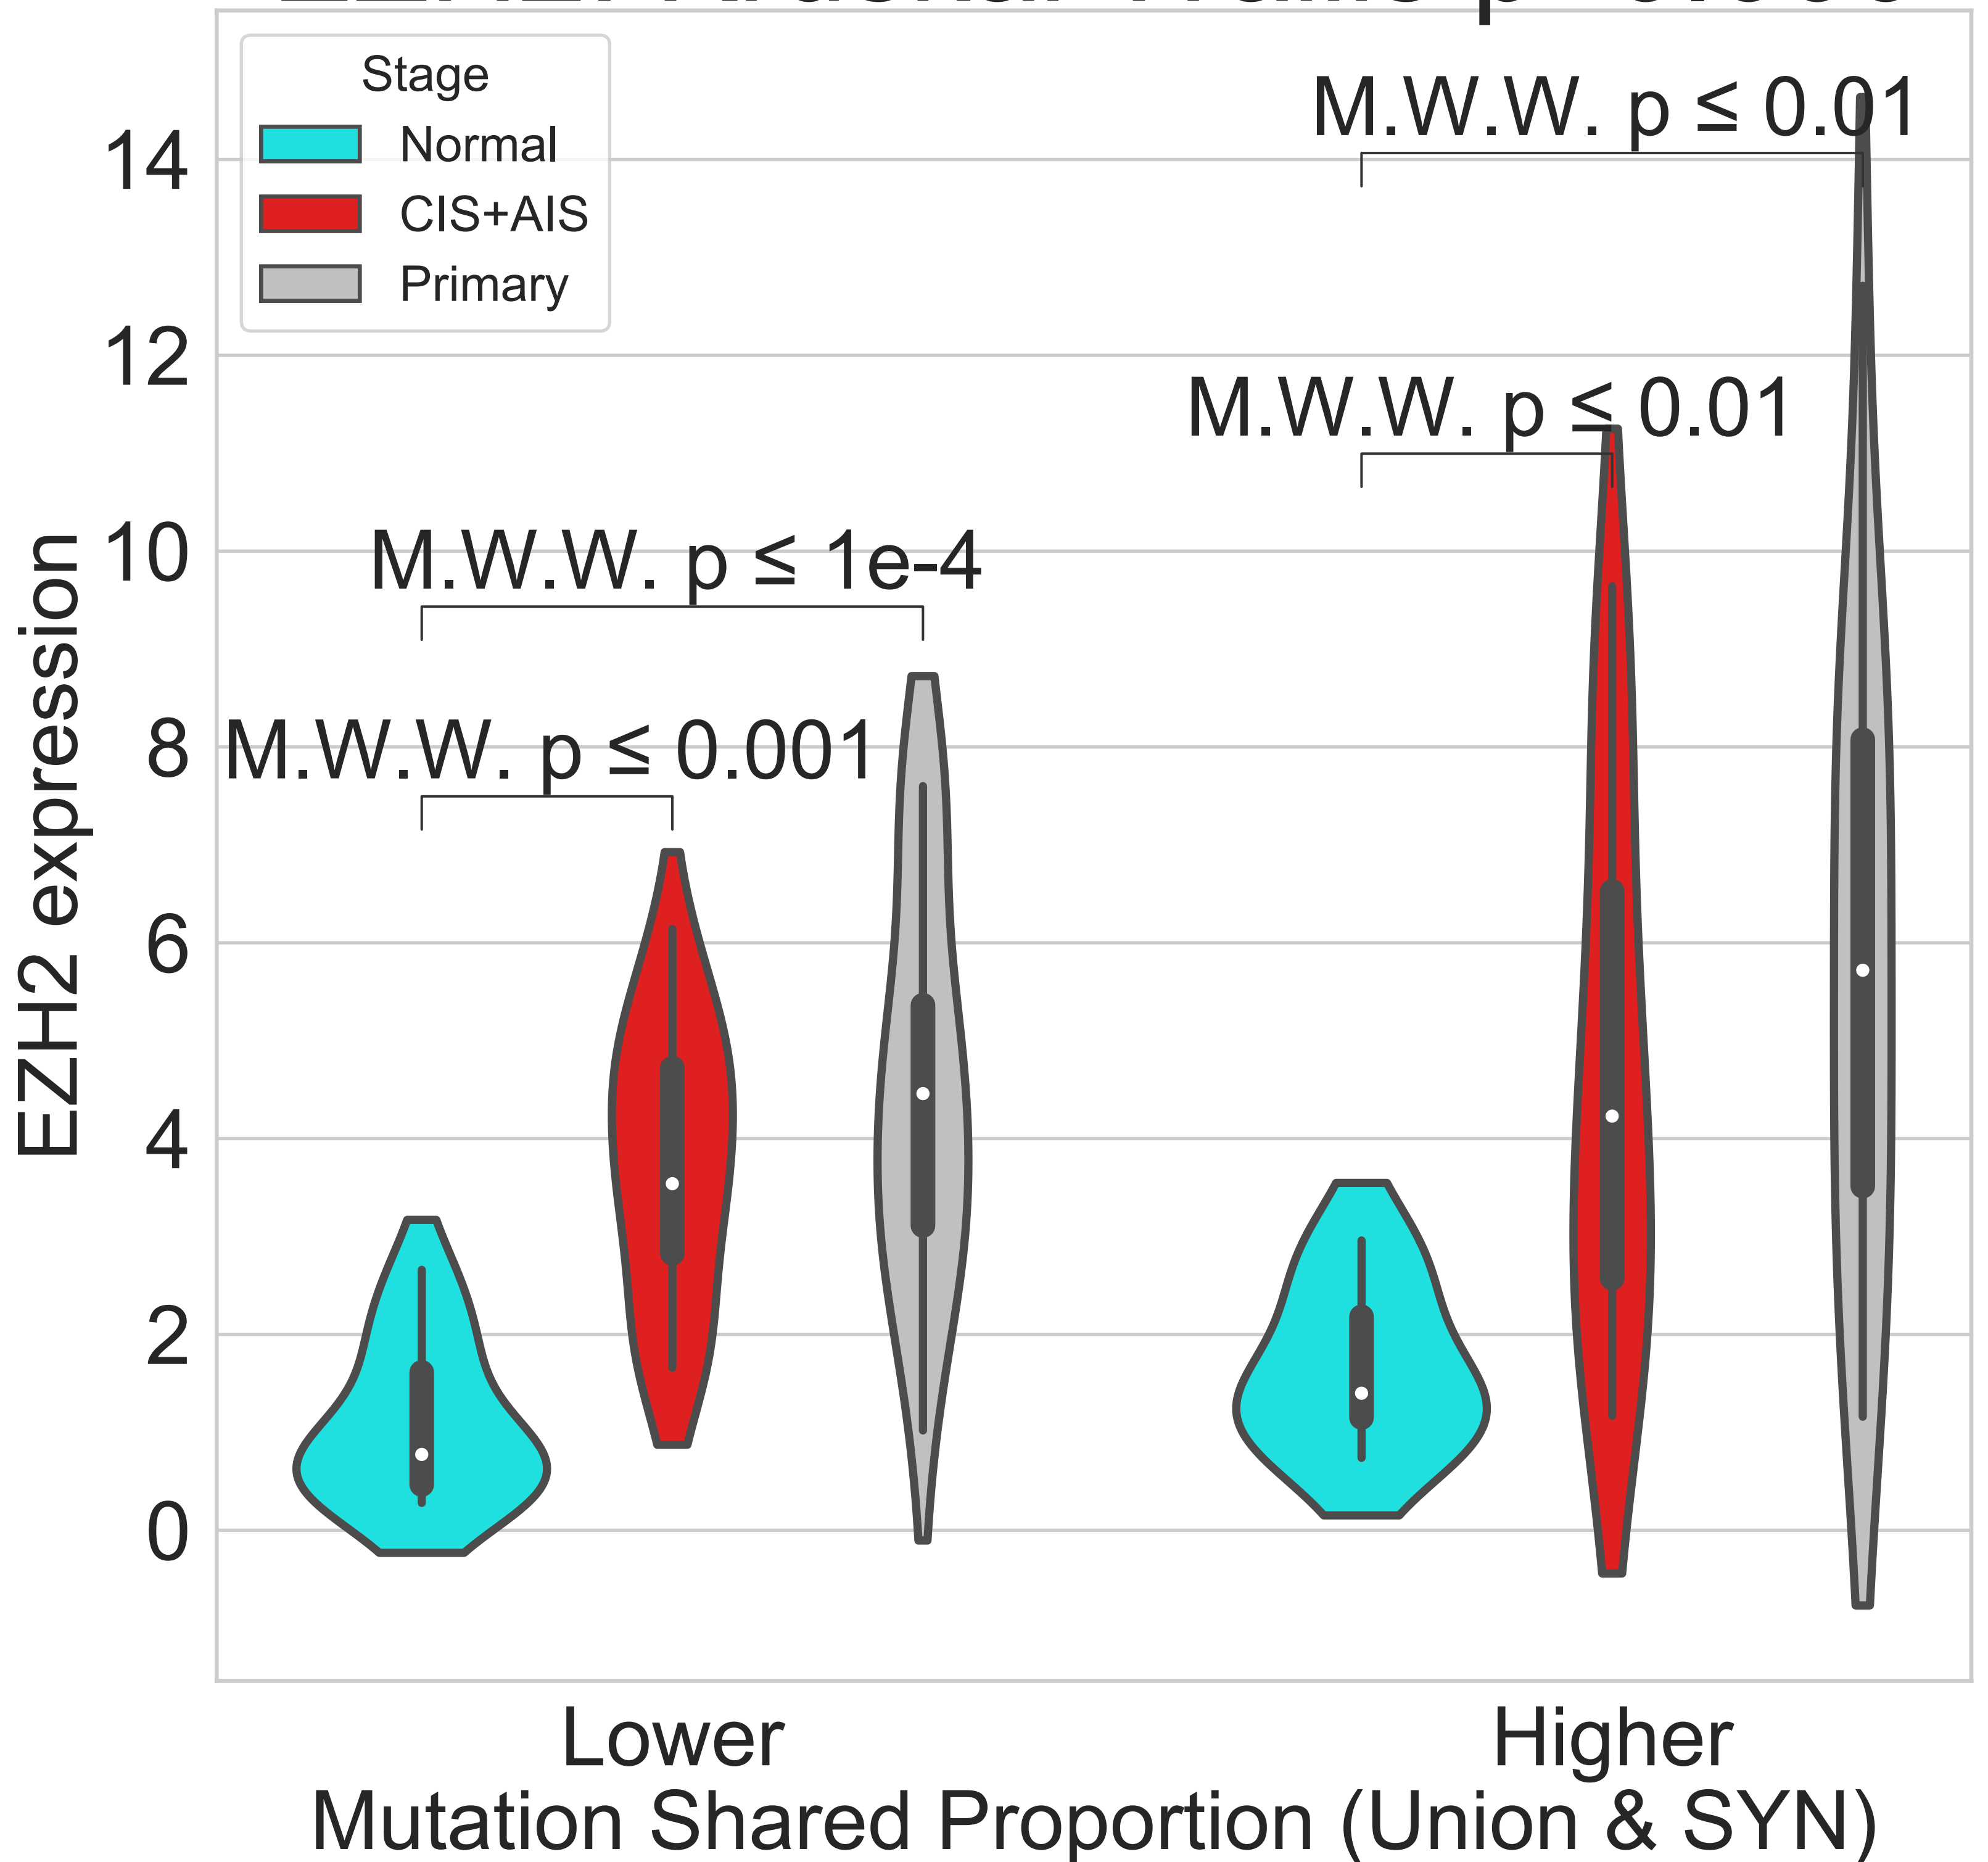 Stage
Normal
CIS+AIS
Primary
M.W.W. p ≤ 0.01
M.W.W. p ≤ 0.01
M.W.W. p ≤ 1e-4
M.W.W. p ≤ 0.001
14
12
10
8
6
4
2
0
EZH2 expression
Lower
Higher
Mutation Shared Proportion (Union & SYN)